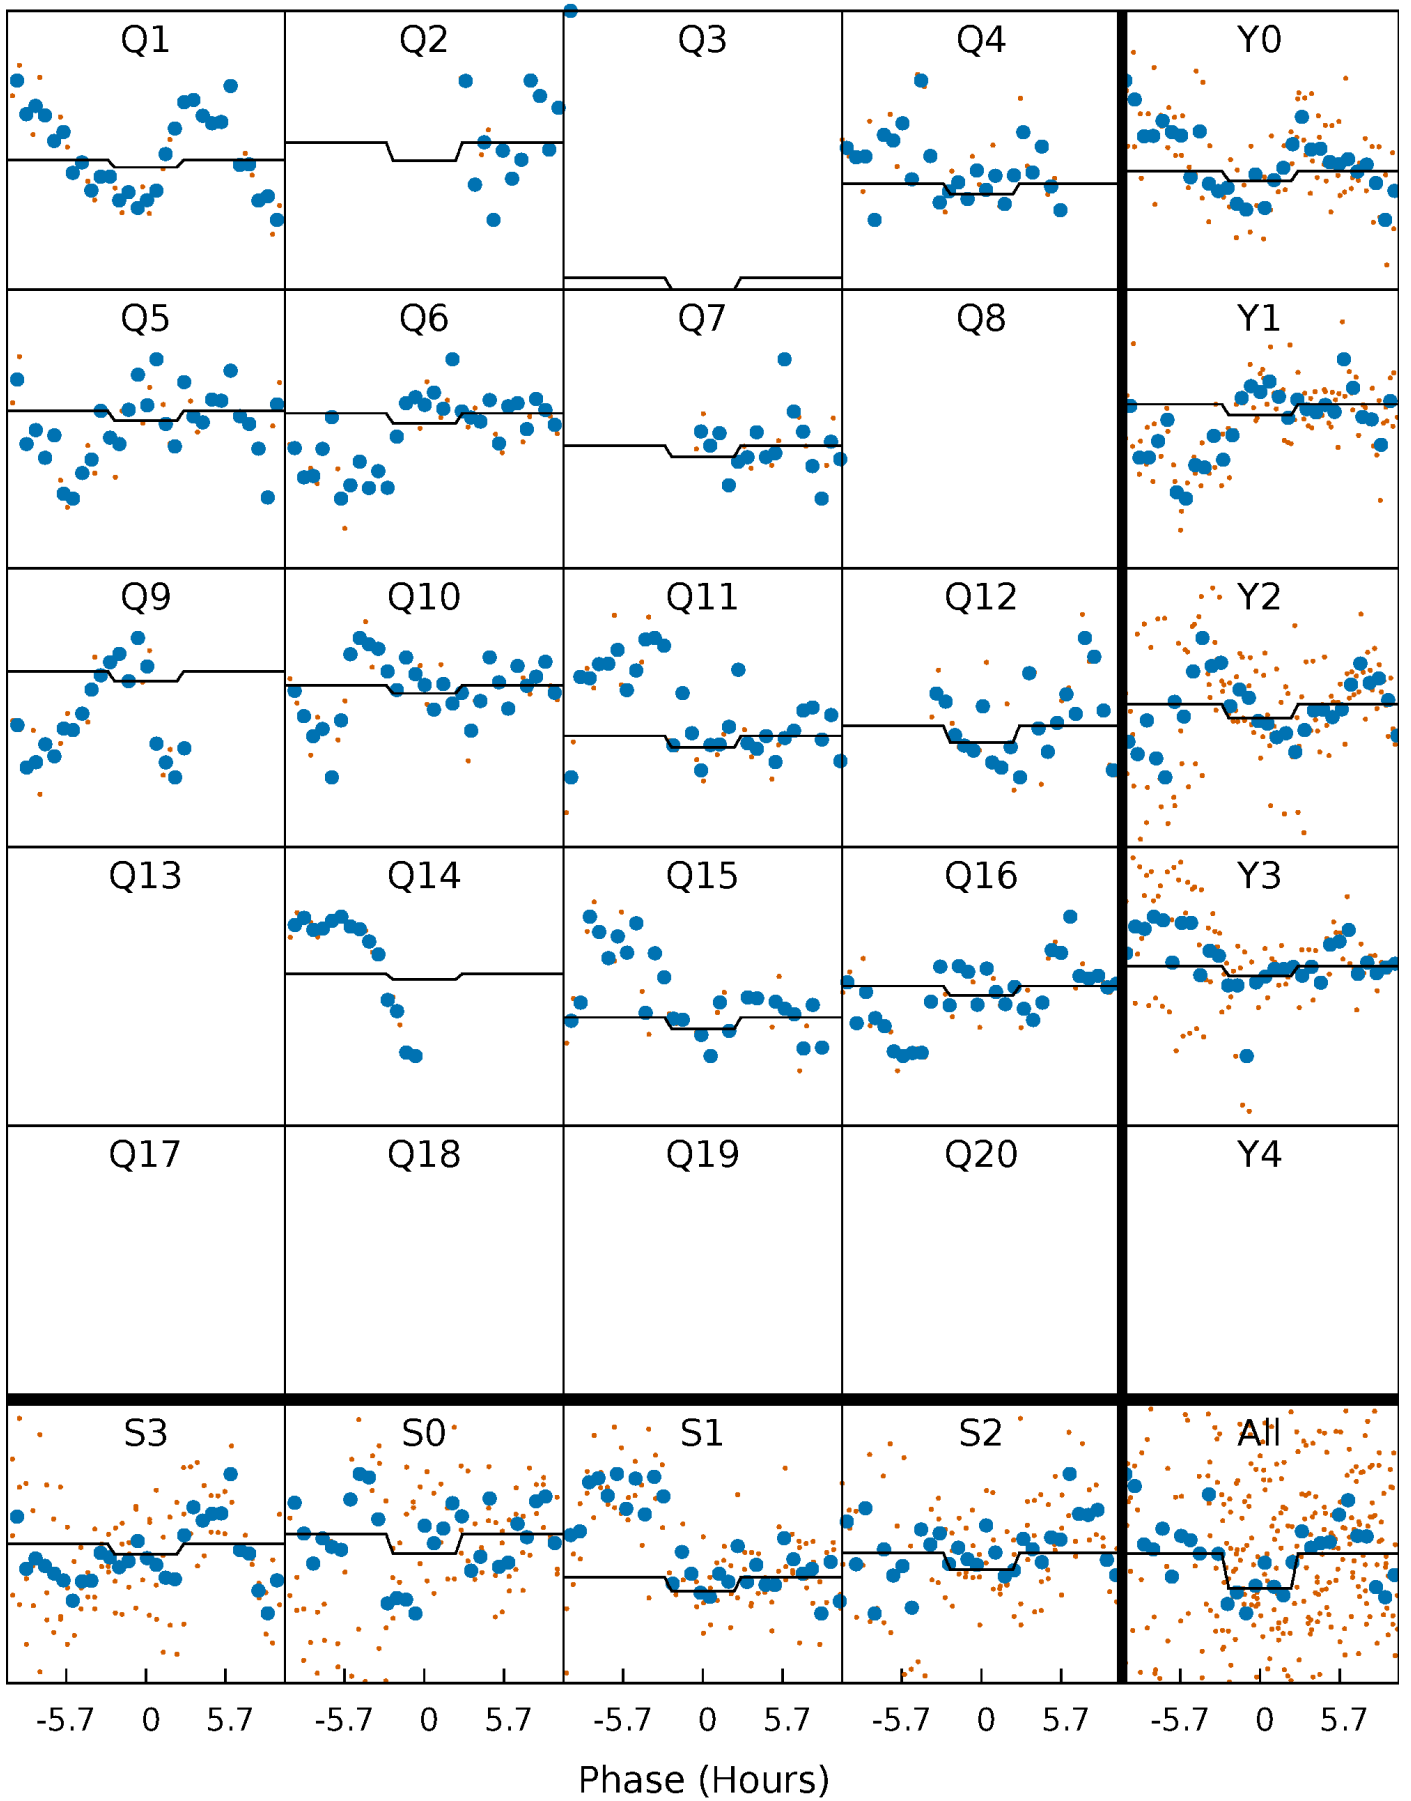 Q1 Q2 Q3 Q4 Y0
Q5 Q6 Q7 Q8 Y1
Q9 Q10 Q11 Q12 Y2
Q13 Q14 Q15 Q16 Y3
Q17 Q18 Q19 Q20 Y4
S3 S0 S1 S2 All
-5.7 0 5.7 -5.7 0 5.7 -5.7 0 5.7 -5.7 0 5.7 -5.7 0 5.7
Phase (Hours)